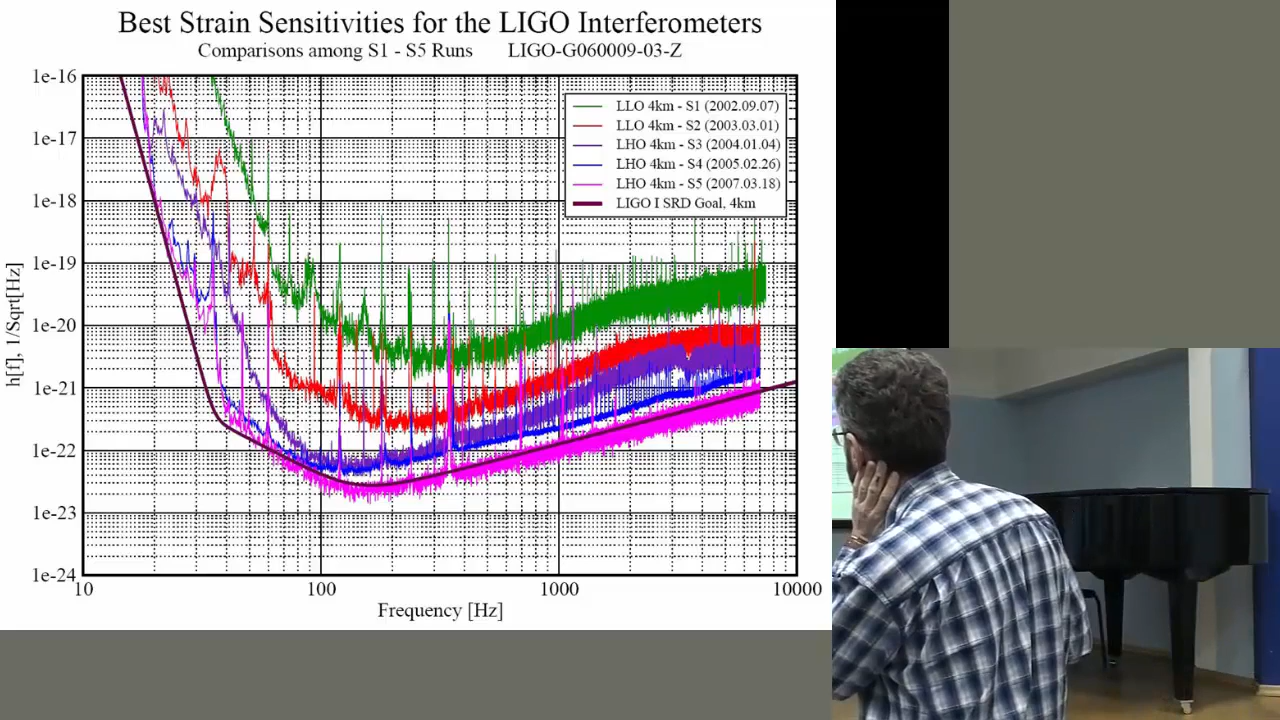 Best Strain Sensitivities for the LIGO Interferometers
Comparisons among S1 - S5 Runs LIGO-G060009-03-Z
LLO 4km - S1 (2002.09.07)
LLO 4km - S2 (2003.03.01)
LHO 4km - S3 (2004.01.04)
LHO 4km - S4 (2005.02.26)
LHO 4km - S5 (2007.03.18)
LIGO I SRD Goal, 4km
h[f], 1/Sqrt[Hz]
1e-16
1e-17
1e-18
1e-19
1e-20
1e-21
1e-22
1e-23
1e-24
10 100 1000 10000
Frequency [Hz]